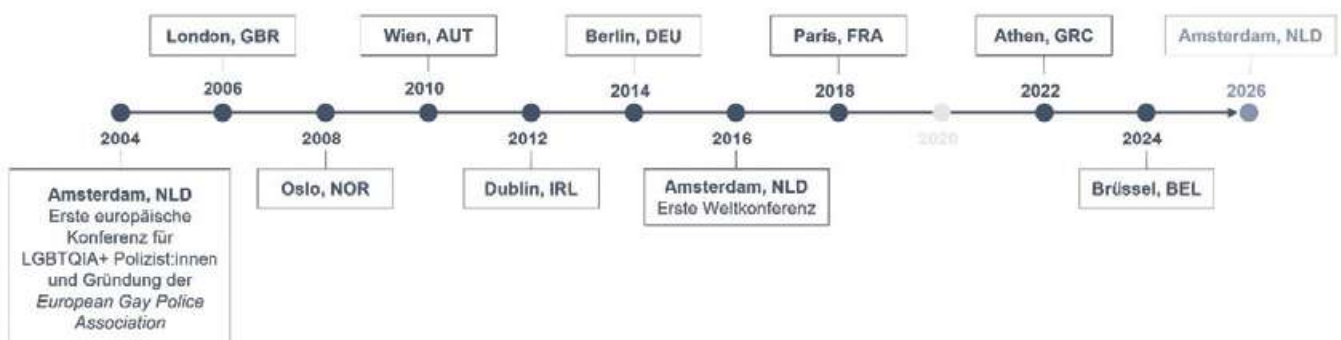 London, GBR
Wien, AUT
Berlin, DEU
Paris, FRA
Athen, GRC
Amsterdam, NLD
2006
2010
2014
2018
2022
2026
2004
2008
2012
2016
2020
2024
Amsterdam, NLD
Erste europäische
Konferenz für
LGBTQIA+ Polizist:innen
und Gründung der
European Gay Police
Association
Oslo, NOR
Dublin, IRL
Amsterdam, NLD
Erste Weltkonferenz
Brüssel, BEL